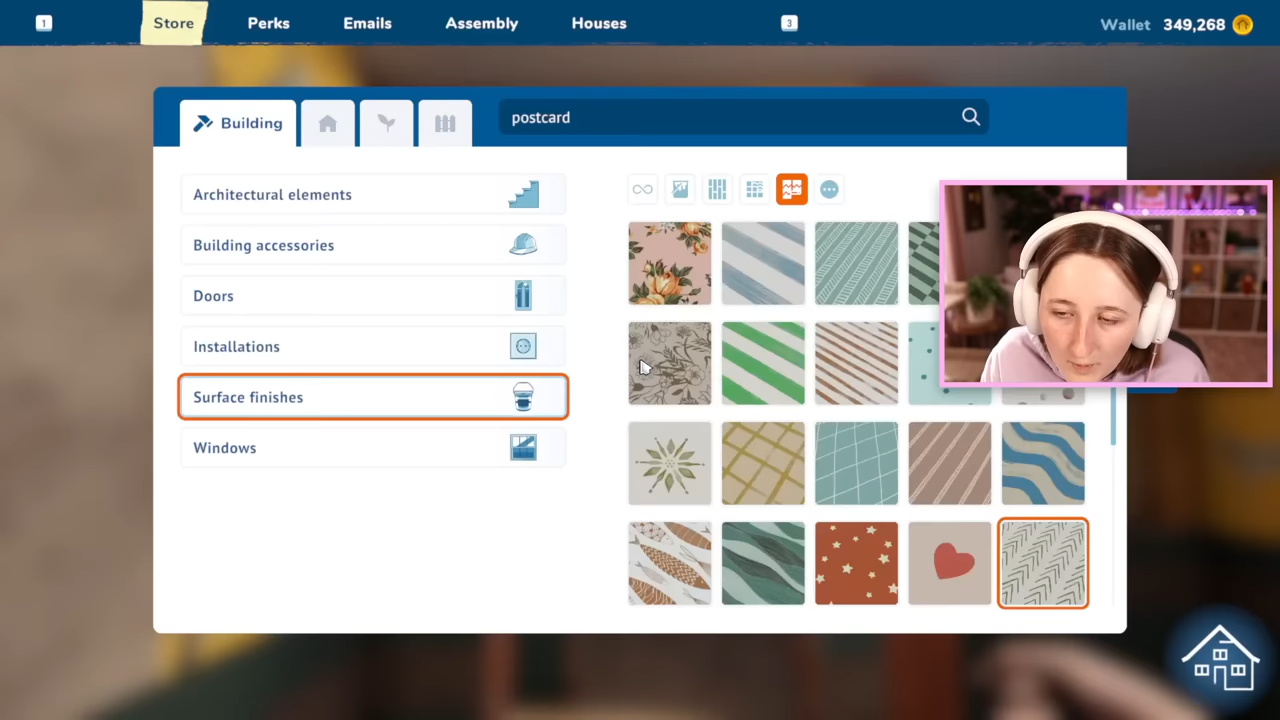 1
Store
Perks
Emails
Assembly
Houses
3
Wallet 349,268
Building
postcard
Architectural elements
Building accessories
Doors
Installations
Surface finishes
Windows